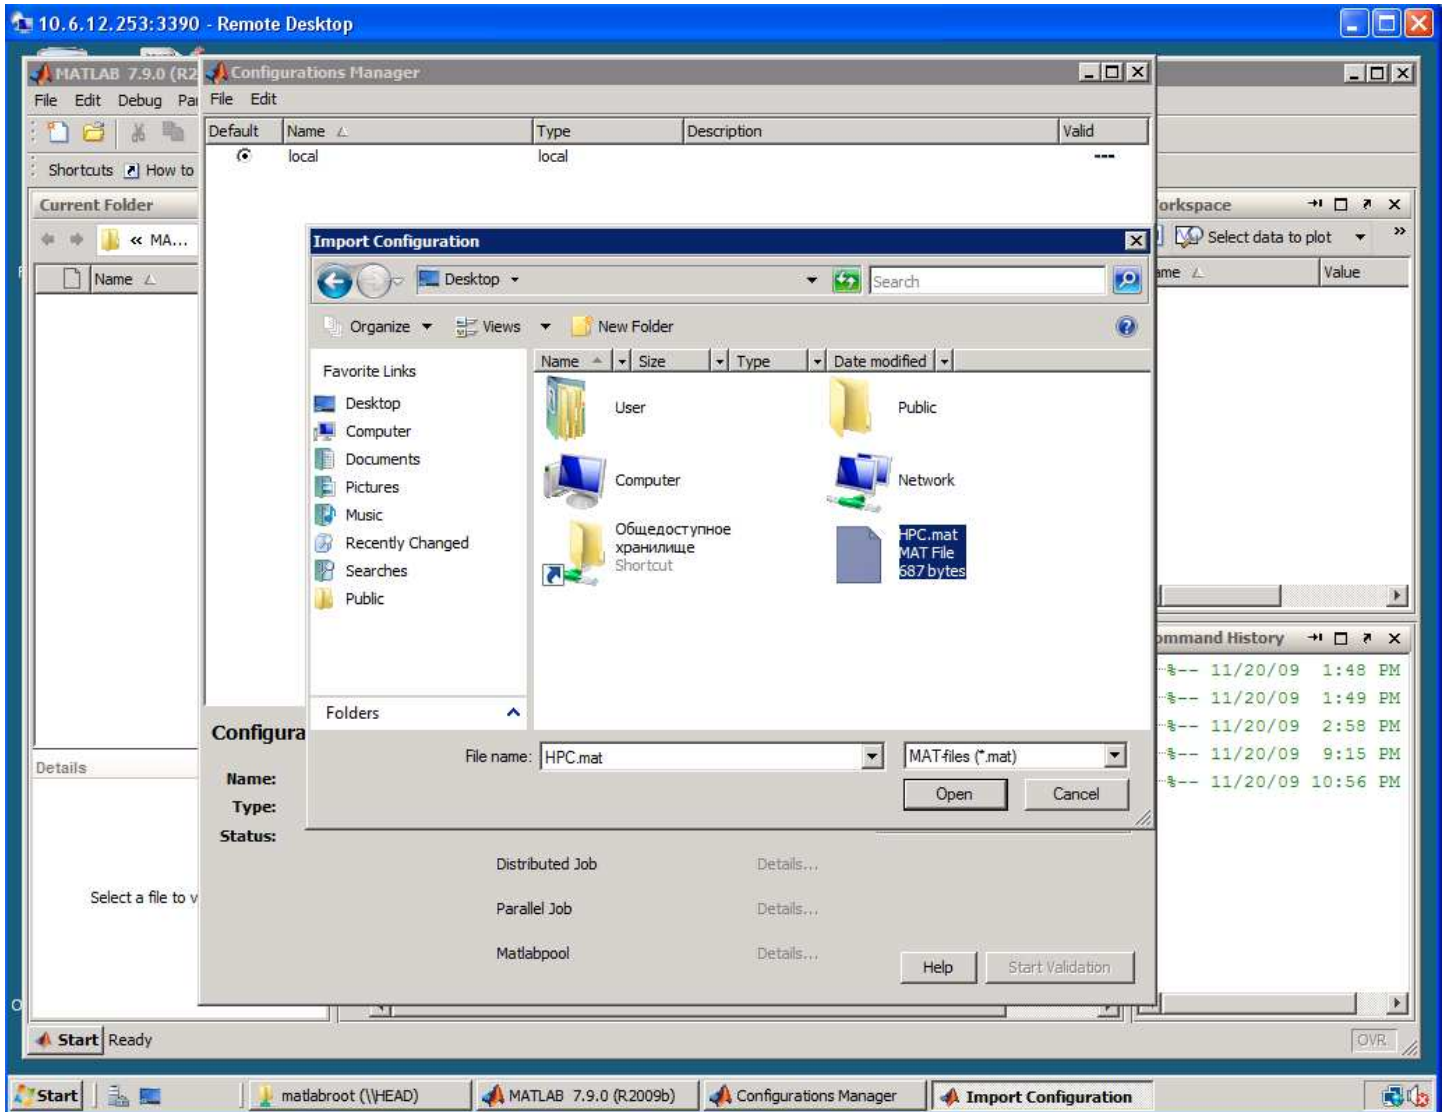 10.6.12.253:3390 - Remote Desktop
MATLAB 7.9.0 (R2
File Edit Debug Pa
Shortcuts How to
Current Folder
« MA...
Name
Configurations Manager
File Edit
Default Name Type Description Valid
local local ---
Import Configuration
Desktop
Search
Organize Views New Folder
Favorite Links
Desktop
Computer
Documents
Pictures
Music
Recently Changed
Searches
Public
Folders
Name Size Type Date modified
User
Public
Computer
Network
Общедоступное
хранилище
Shortcut
HPC.mat
MAT File
687 bytes
File name: HPC.mat
MAT-files (*.mat)
Open Cancel
Configura
Name:
Type:
Status:
Distributed Job Details...
Parallel Job Details...
Matlabpool Details...
Help Start Validation
orkspace
Select data to plot »
ame Value
ommand History
%-- 11/20/09 1:48 PM
%-- 11/20/09 1:49 PM
%-- 11/20/09 2:58 PM
%-- 11/20/09 9:15 PM
%-- 11/20/09 10:56 PM
Details
Select a file to v
Start Ready
OVR
Start matlabroot (\\HEAD) MATLAB 7.9.0 (R2009b) Configurations Manager Import Configuration